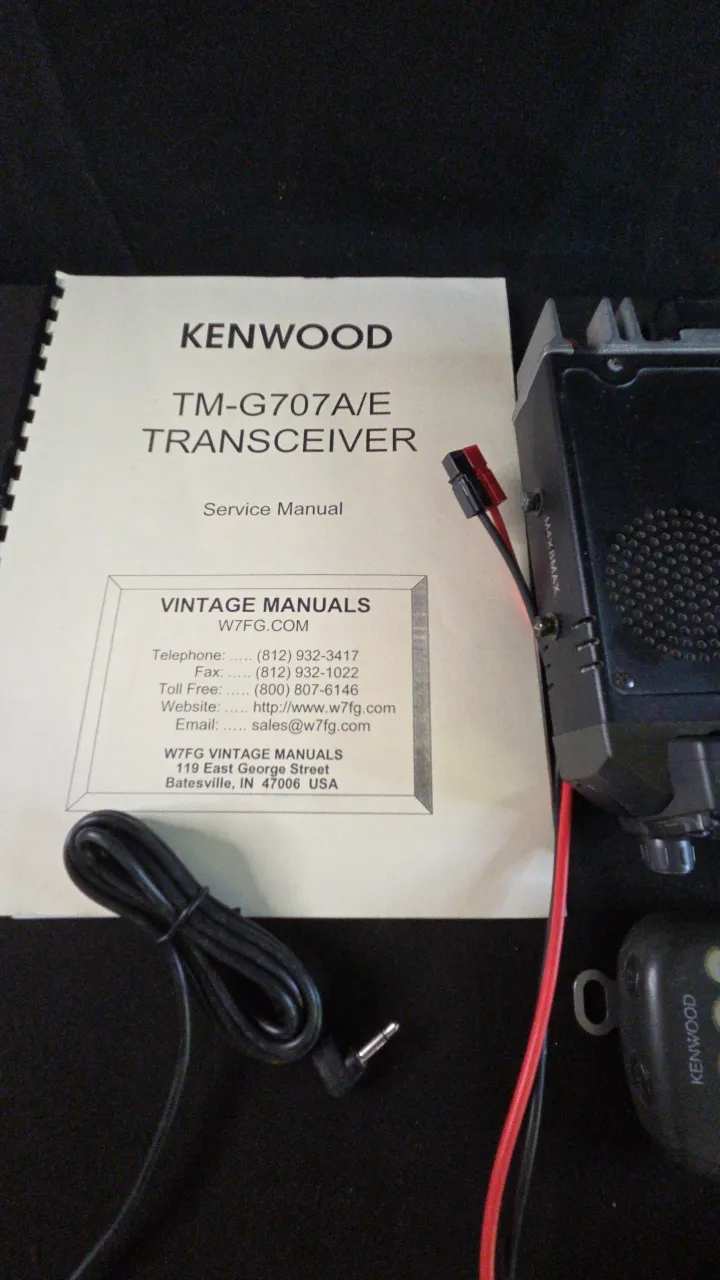 KENWOOD
TM-G707A/E
TRANSCEIVER
Service Manual
VINTAGE MANUALS
W7FG.COM
Telephone: ..... (812) 932-3417
Fax: ..... (812) 932-1022
Toll Free: ..... (800) 807-6146
Website: ..... http://www.w7fg.com
Email: ..... sales@w7fg.com
W7FG VINTAGE MANUALS
119 East George Street
Batesville, IN 47006 USA
M4X8MAX
KENWOOD